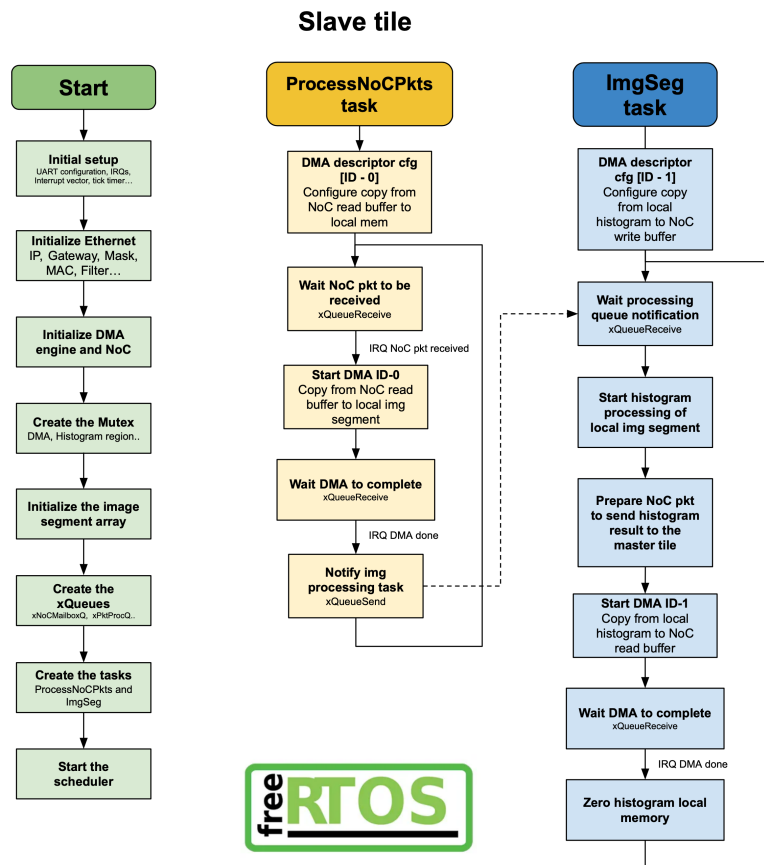 Slave tile
Start
Initial setup
UART configuration, IRQs,
Interrupt vector, tick timer...
Initialize Ethernet
IP, Gateway, Mask,
MAC, Filter...
Initialize DMA
engine and NoC
Create the Mutex
DMA, Histogram region..
Initialize the image
segment array
Create the
xQueues
xNoCMailboxQ, xPktProcQ..
Create the tasks
ProcessNoCPkts and
ImgSeg
Start the
scheduler
ProcessNoCPkts
task
DMA descriptor cfg
[ID - 0]
Configure copy from
NoC read buffer to
local mem
Wait NoC pkt to be
received
xQueueReceive
IRQ NoC pkt received
Start DMA ID-0
Copy from NoC read
buffer to local img
segment
Wait DMA to complete
xQueueReceive
IRQ DMA done
Notify img
processing task
xQueueSend
free
RTOS
ImgSeg
task
DMA descriptor
cfg [ID - 1]
Configure copy
from local
histogram to NoC
write buffer
Wait processing
queue notification
xQueueReceive
Start histogram
processing of
local img segment
Prepare NoC pkt
to send histogram
result to the
master tile
Start DMA ID-1
Copy from local
histogram to NoC
read buffer
Wait DMA to complete
xQueueReceive
IRQ DMA done
Zero histogram local
memory